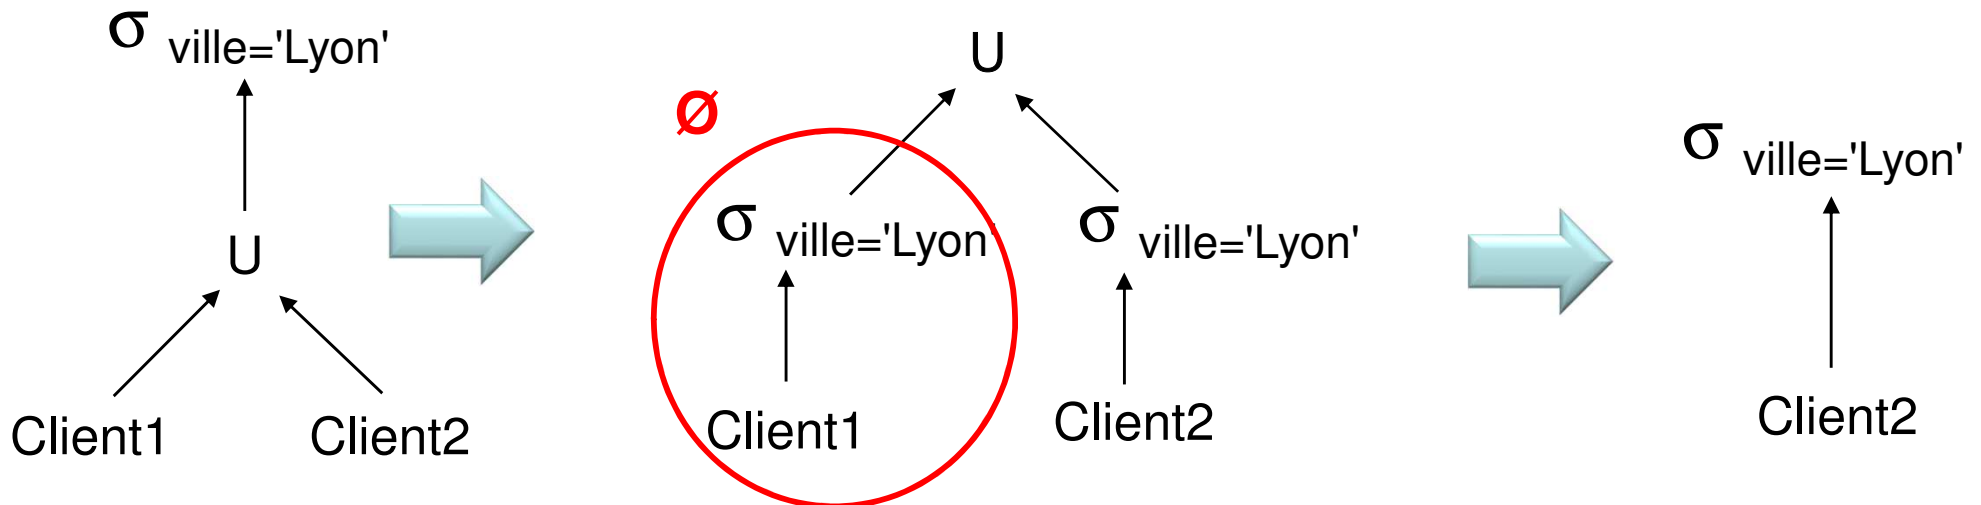 σ ville='Lyon'
U
Client1 Client2
Ø
U
σ ville='Lyon' σ ville='Lyon'
Client1 Client2
σ ville='Lyon'
Client2